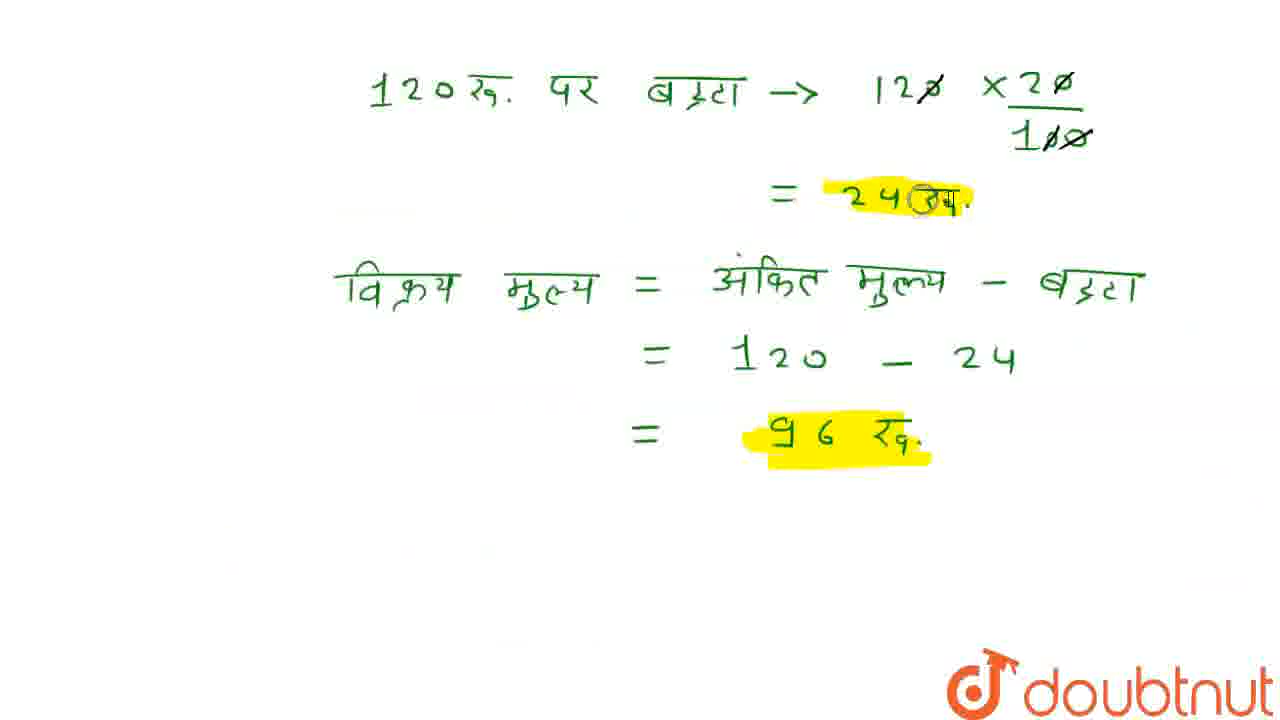 120 रु. पर बट्टा → 120 × 20/100
= 24 रु.
विक्रय मुल्य = अंकित मुल्य - बट्टा
= 120 - 24
= 96 रु.
doubtnut